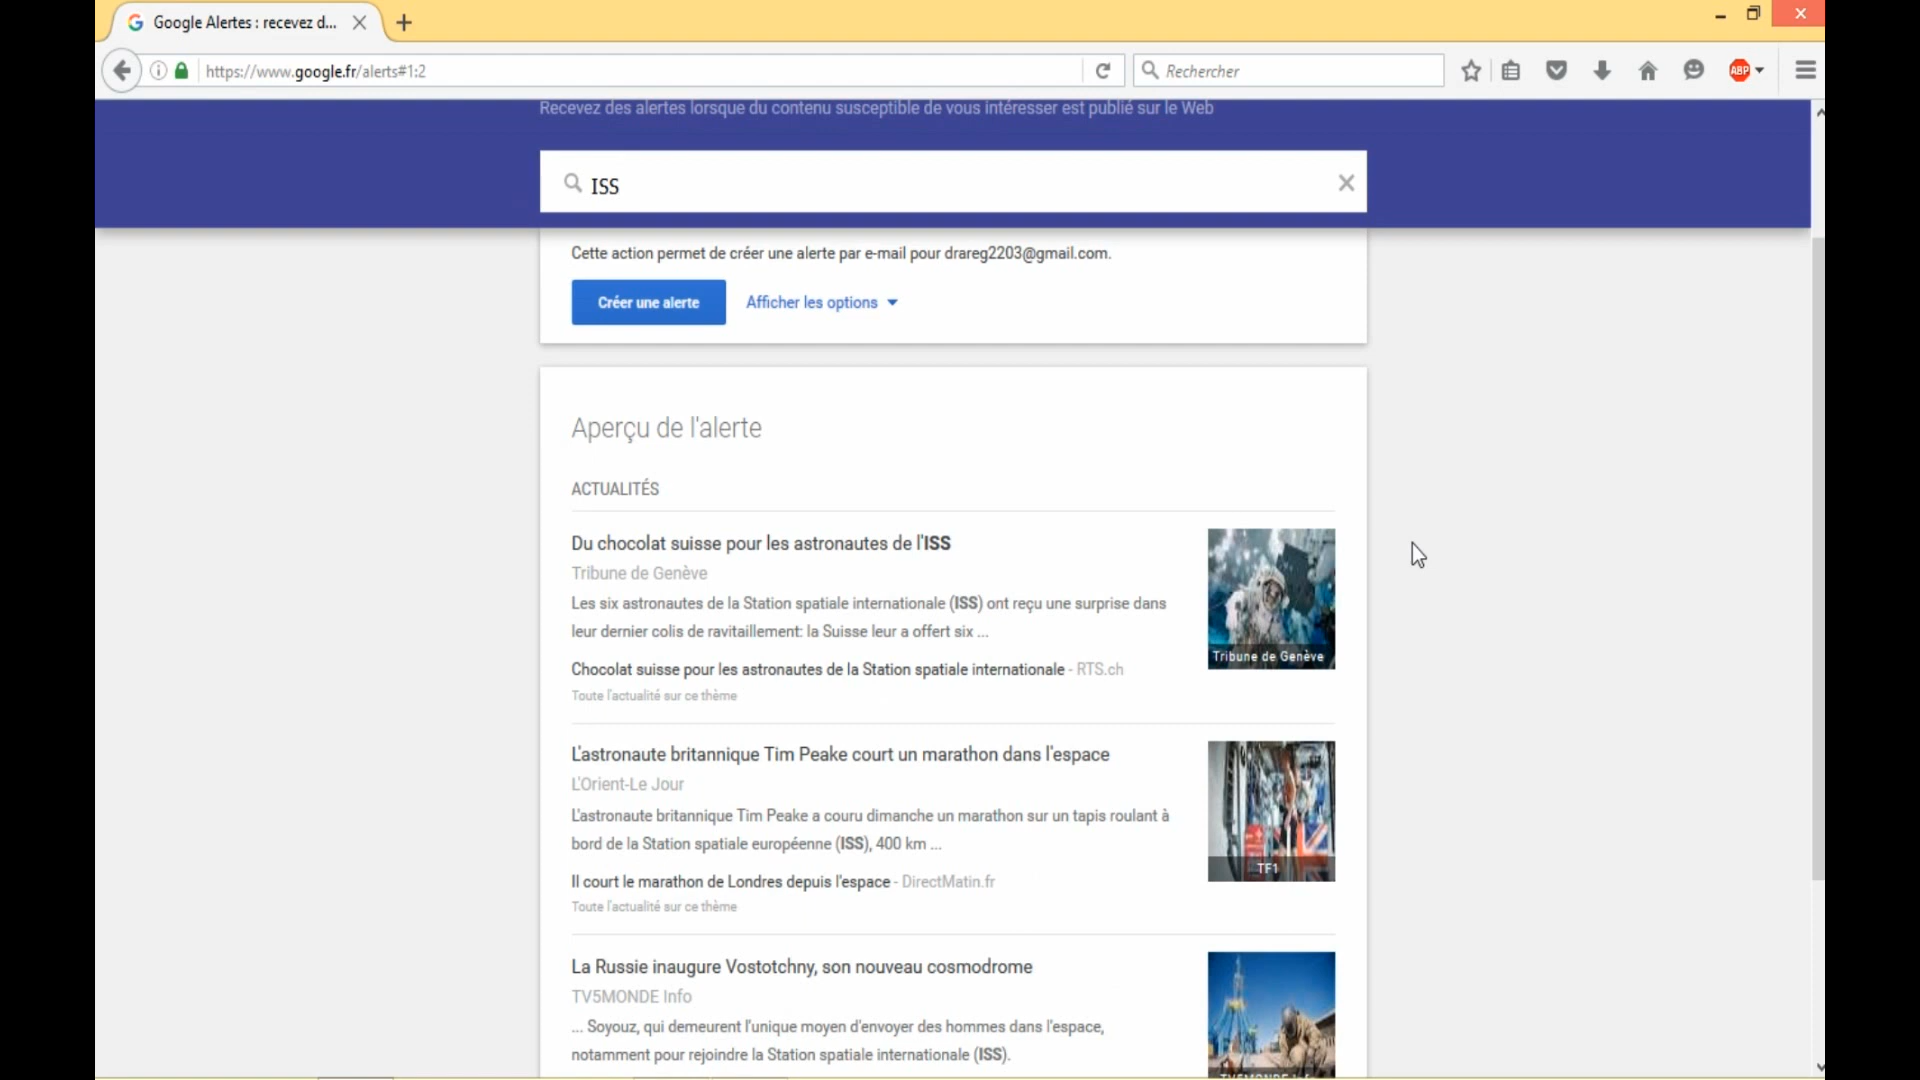 Google Alertes : recevez d...
https://www.google.fr/alerts#1:2
Rechercher
ABP
Recevez des alertes lorsque du contenu susceptible de vous intéresser est publié sur le Web
ISS
Cette action permet de créer une alerte par e-mail pour drareg2203@gmail.com.
Créer une alerte
Afficher les options
Aperçu de l'alerte
ACTUALITÉS
Du chocolat suisse pour les astronautes de l'ISS
Tribune de Genève
Les six astronautes de la Station spatiale internationale (ISS) ont reçu une surprise dans
leur dernier colis de ravitaillement: la Suisse leur a offert six ...
Tribune de Genève
Chocolat suisse pour les astronautes de la Station spatiale internationale - RTS.ch
Toute l'actualité sur ce thème
L'astronaute britannique Tim Peake court un marathon dans l'espace
L'Orient-Le Jour
L'astronaute britannique Tim Peake a couru dimanche un marathon sur un tapis roulant à
bord de la Station spatiale européenne (ISS), 400 km ...
TF1
Il court le marathon de Londres depuis l'espace - DirectMatin.fr
Toute l'actualité sur ce thème
La Russie inaugure Vostotchny, son nouveau cosmodrome
TV5MONDE Info
... Soyouz, qui demeurent l'unique moyen d'envoyer des hommes dans l'espace,
notamment pour rejoindre la Station spatiale internationale (ISS).